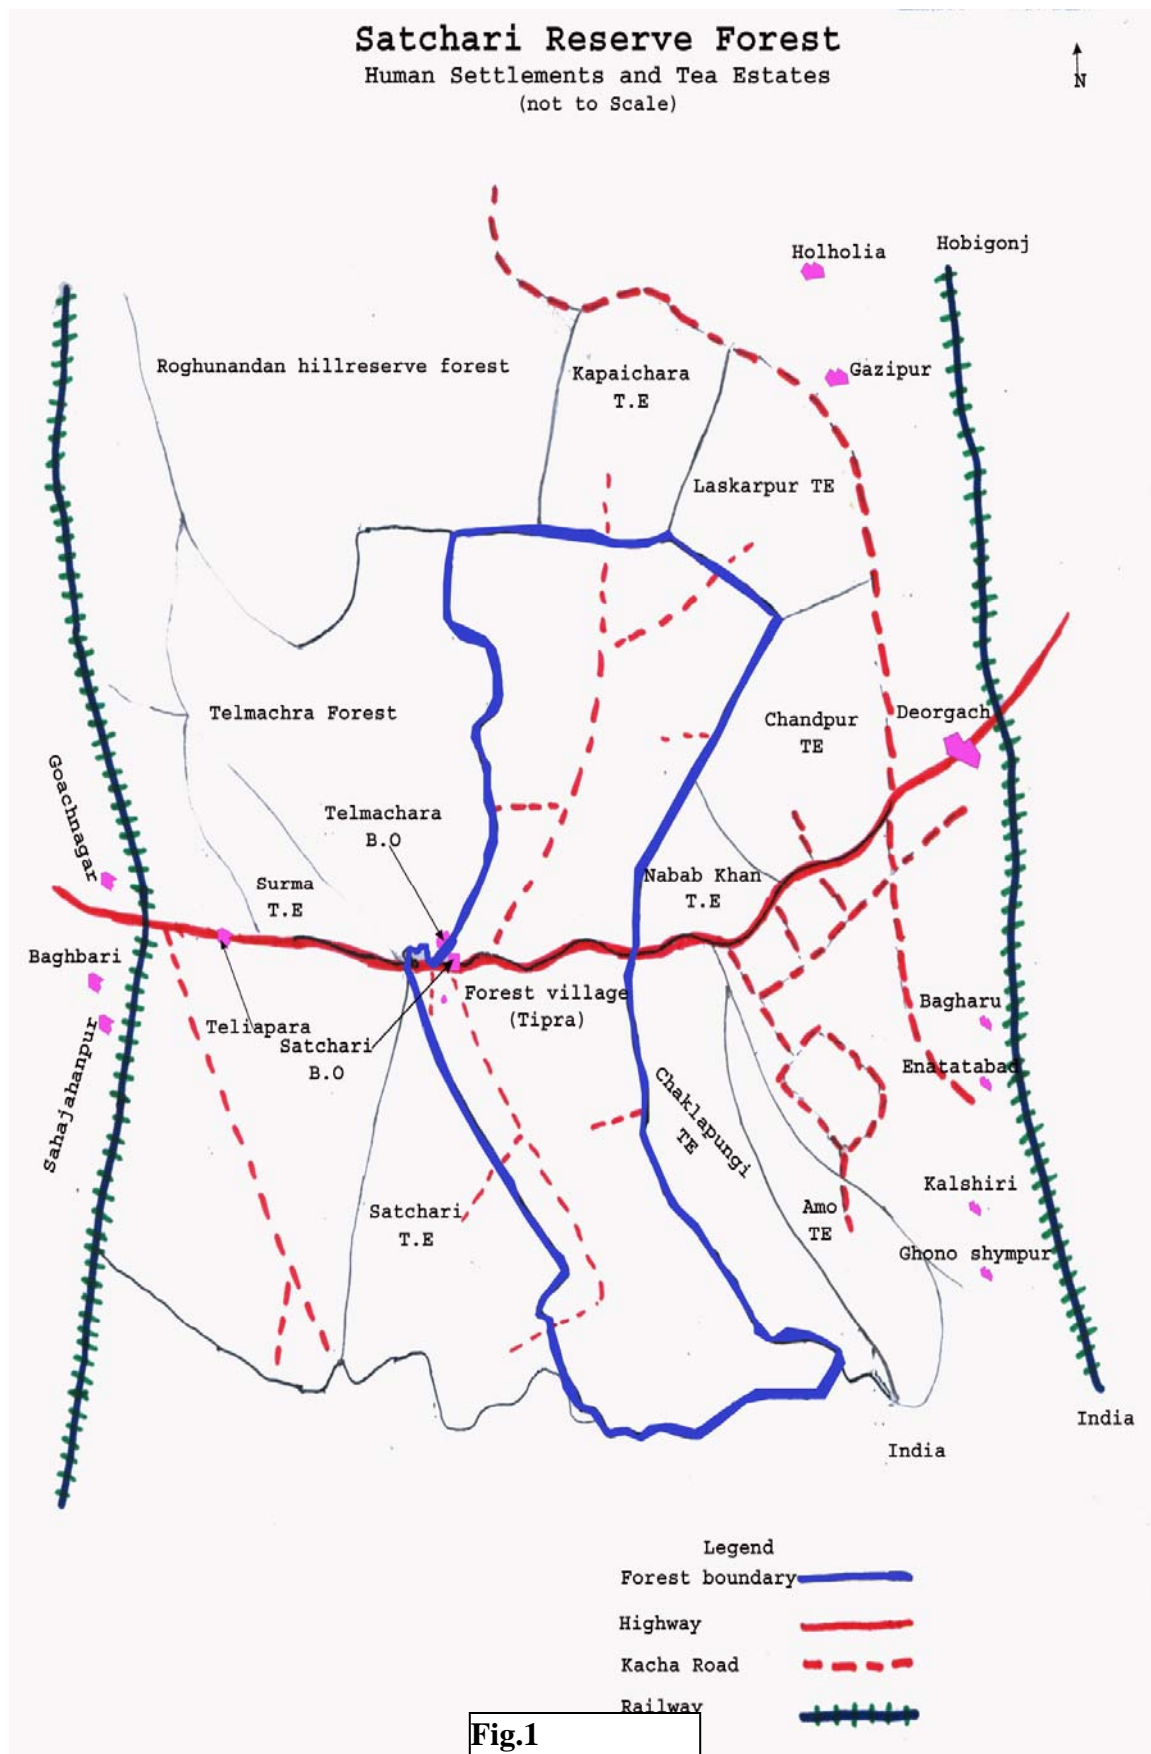 Satchari Reserve Forest
Human Settlements and Tea Estates
(not to Scale)
N
Hobigonj
Holholia
Roghunandan hillreserve forest
Kapaichara
T.E
Gazipur
Laskarpur TE
Telmachra Forest
Chandpur
TE
Deorgach
Goachnagar
Telmachara
B.O
Surma
T.E
Nabab Khan
T.E
Baghbari
Forest village
(Tipra)
Bagharu
Teliapara
Satchari
B.O
Sahajahanpur
Enatatabad
Chaklapungi
TE
Kalshiri
Satchari
T.E
Amo
TE
Ghono shympur
India
India
Legend
Forest boundary
Highway
Kacha Road
Railway
Fig.1